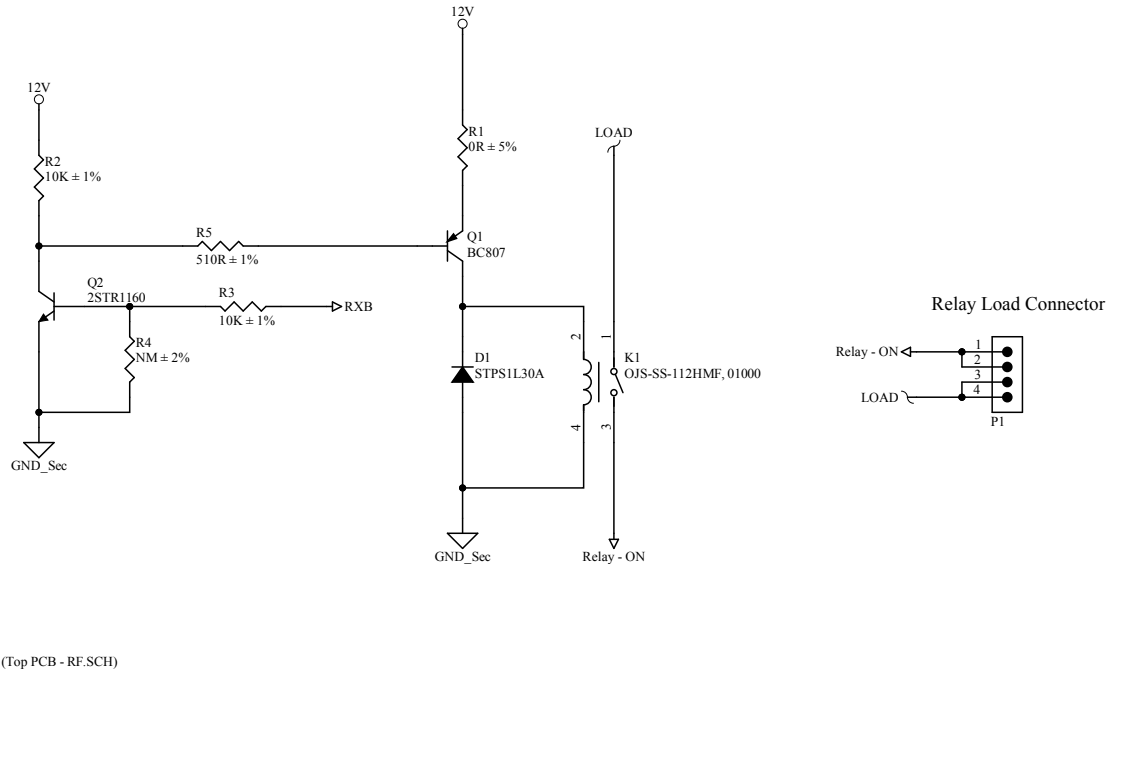 12V
12V
R1
0R ± 5%
LOAD
R2
10K ± 1%
R5
510R ± 1%
Q1
BC807
Q2
2STR1160
R3
10K ± 1%
RXB
R4
NM ± 2%
GND_Sec
D1
STPS1L30A
2
4
1
3
K1
OJS-SS-112HMF, 01000
GND_Sec
Relay - ON
Relay Load Connector
Relay - ON
LOAD
1
2
3
4
P1
(Top PCB - RF.SCH)